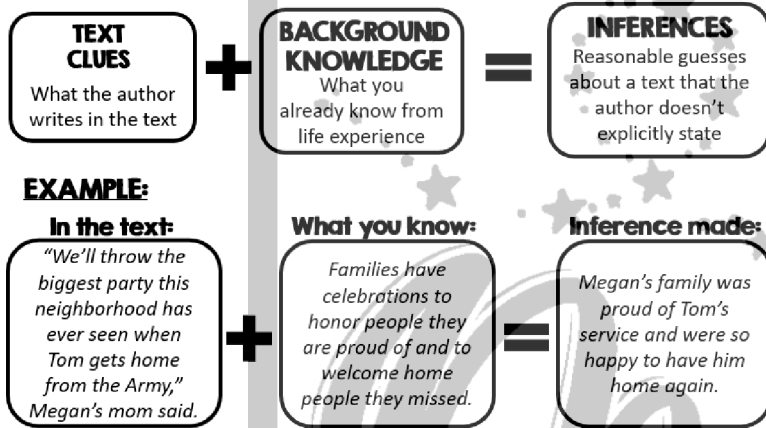 TEXT
CLUES
What the author
writes in the text
+
BACKGROUND
KNOWLEDGE
What you
already know from
life experience
=
INFERENCES
Reasonable guesses
about a text that the
author doesn't
explicitly state
EXAMPLE:
In the text:
"We'll throw the
biggest party this
neighborhood has
ever seen when
Tom gets home
from the Army,"
Megan's mom said.
+
What you know:
Families have
celebrations to
honor people they
are proud of and to
welcome home
people they missed.
=
Inference made:
Megan's family was
proud of Tom's
service and were so
happy to have him
home again.